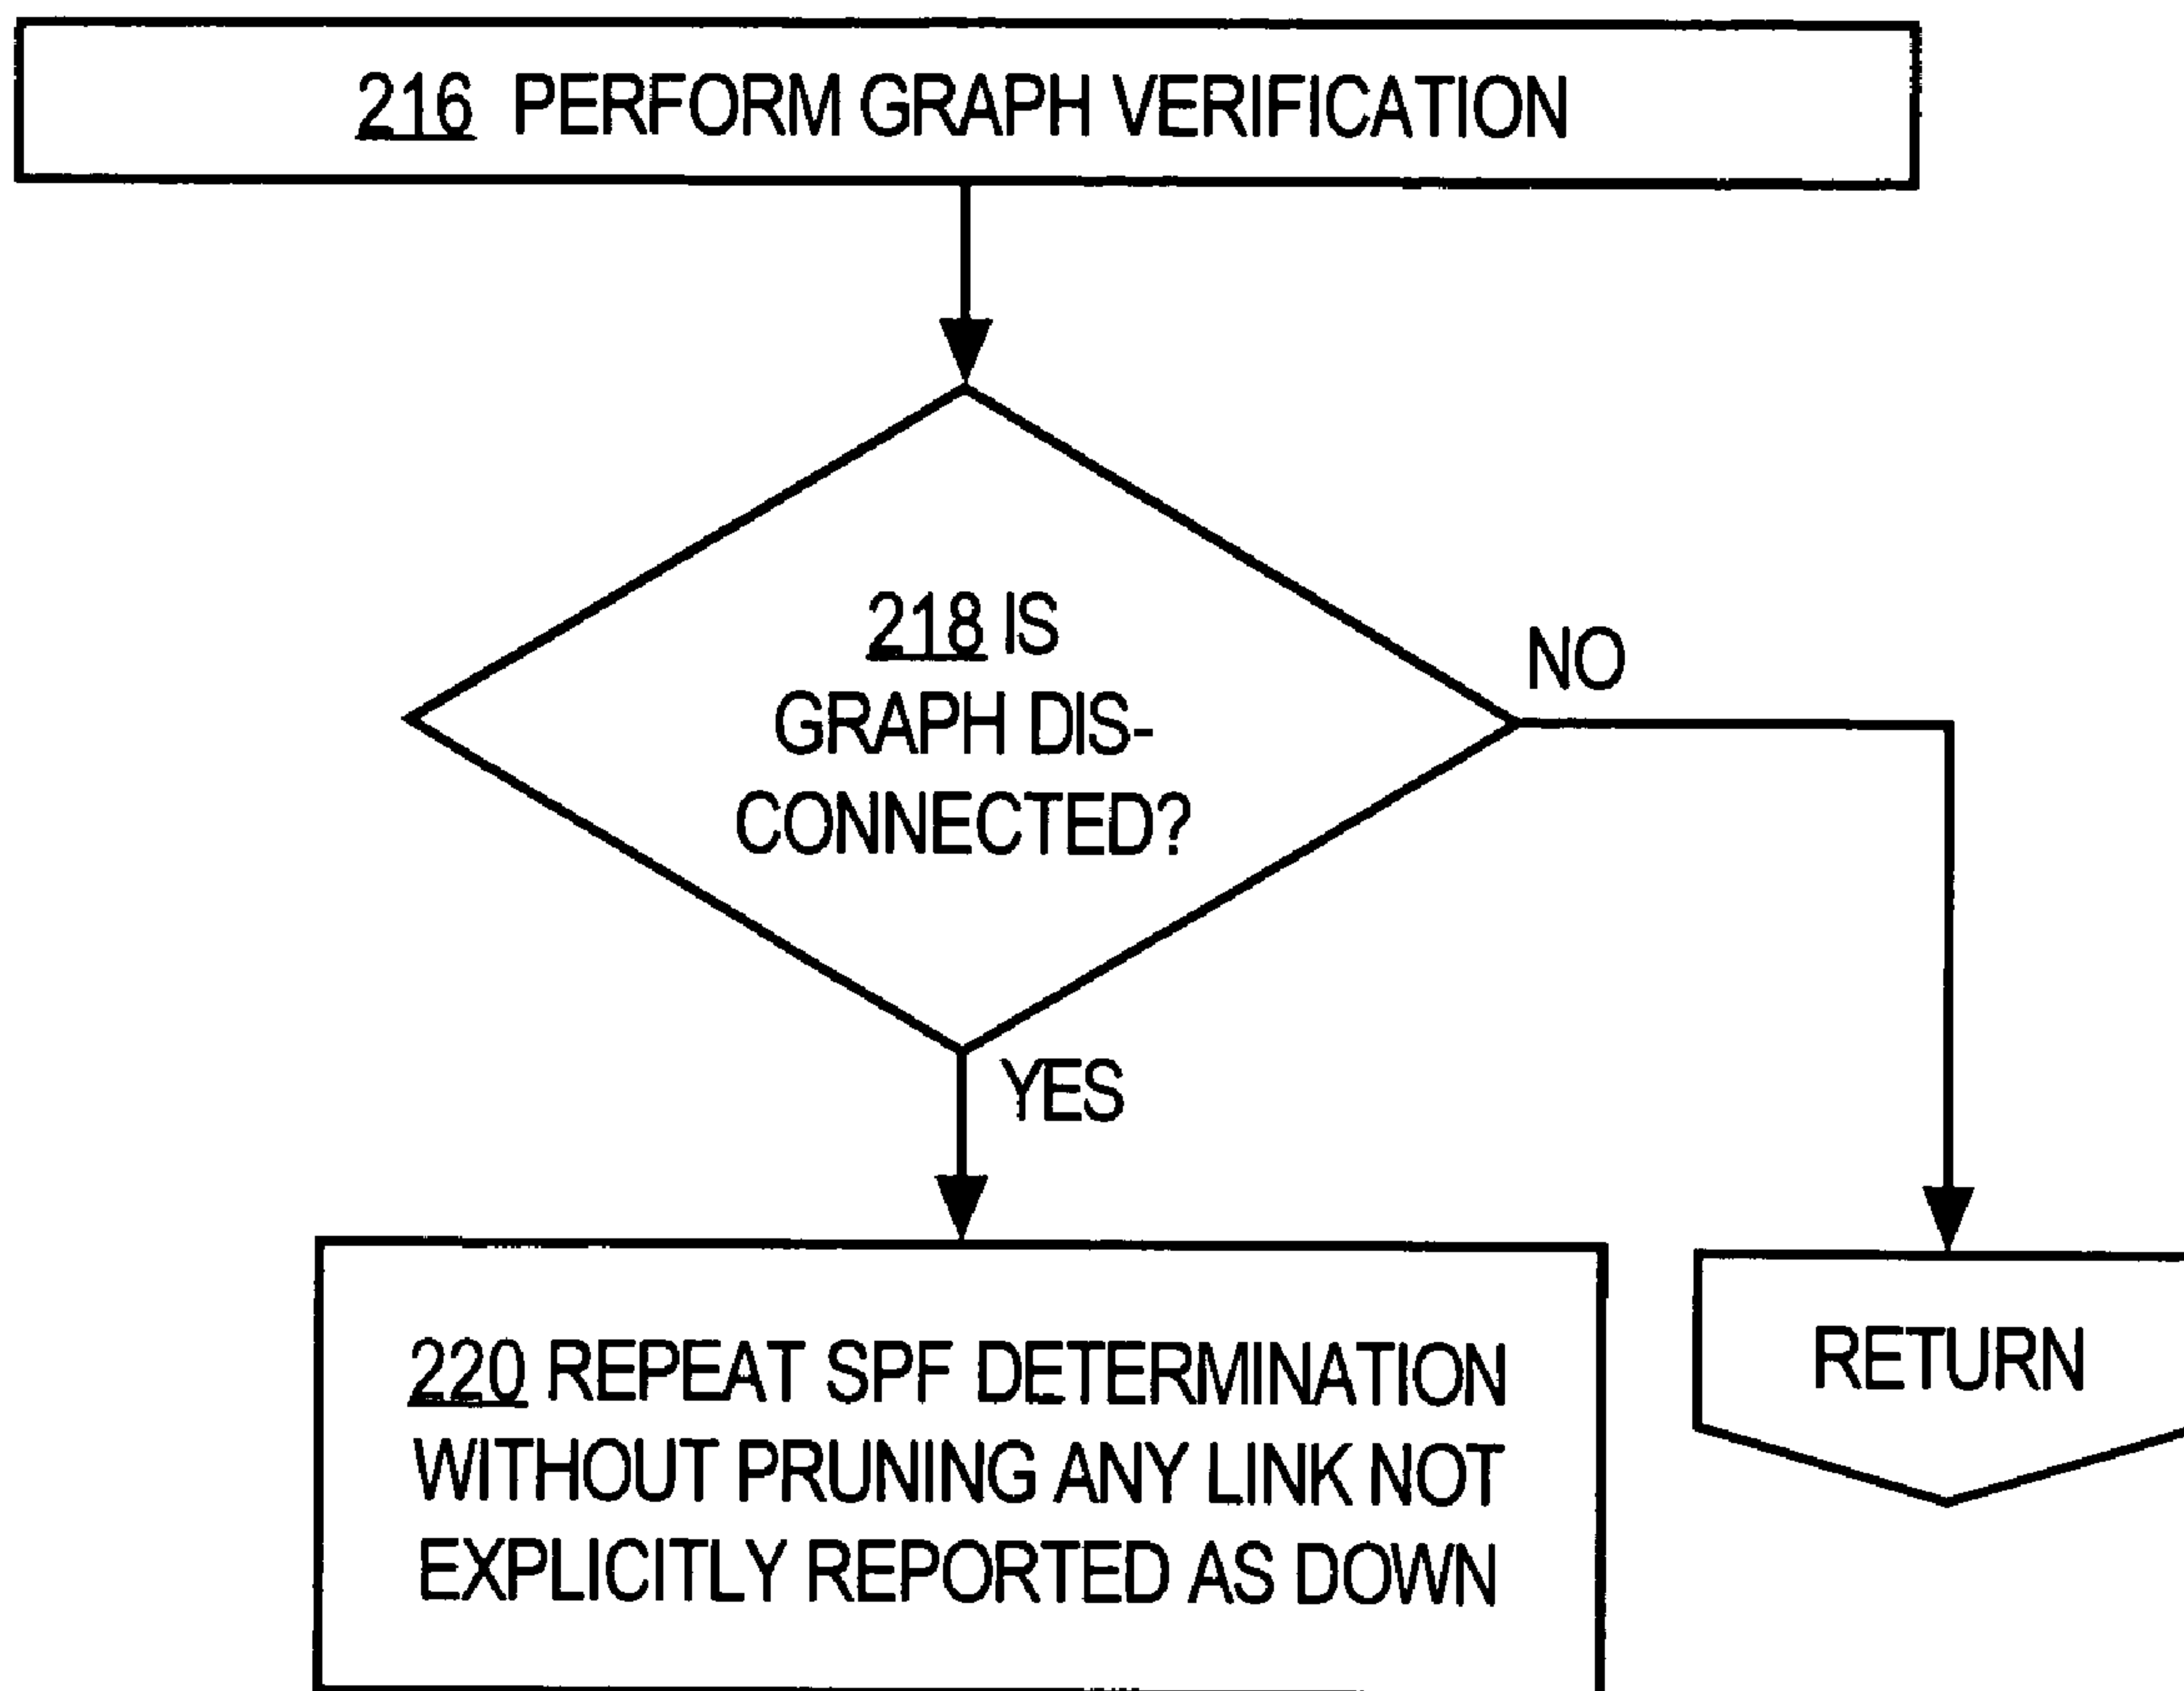 216 PERFORM GRAPH VERIFICATION
218 IS
GRAPH DIS-
CONNECTED?
NO
YES
220 REPEAT SPF DETERMINATION
WITHOUT PRUNING ANY LINK NOT
EXPLICITLY REPORTED AS DOWN
RETURN